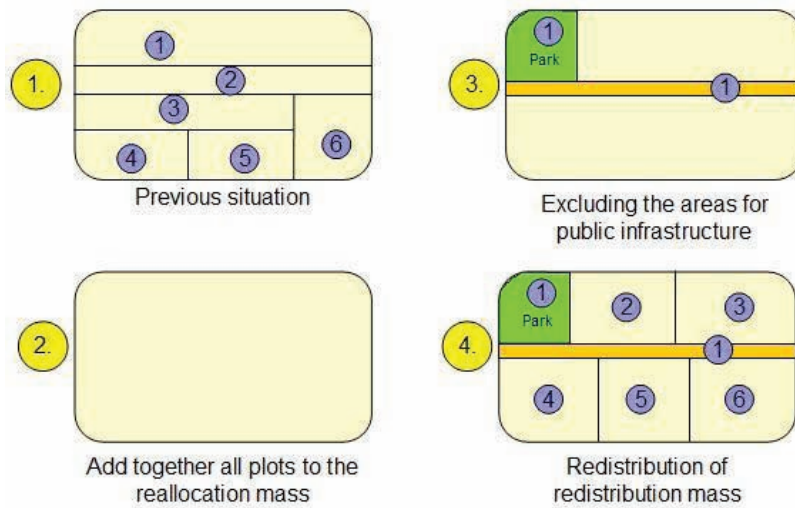 1.
1
2
3
4
5
6
Previous situation
2.
Add together all plots to the
reallocation mass
3.
1
Park
1
Excluding the areas for
public infrastructure
4.
1
Park
2
3
1
4
5
6
Redistribution of
redistribution mass